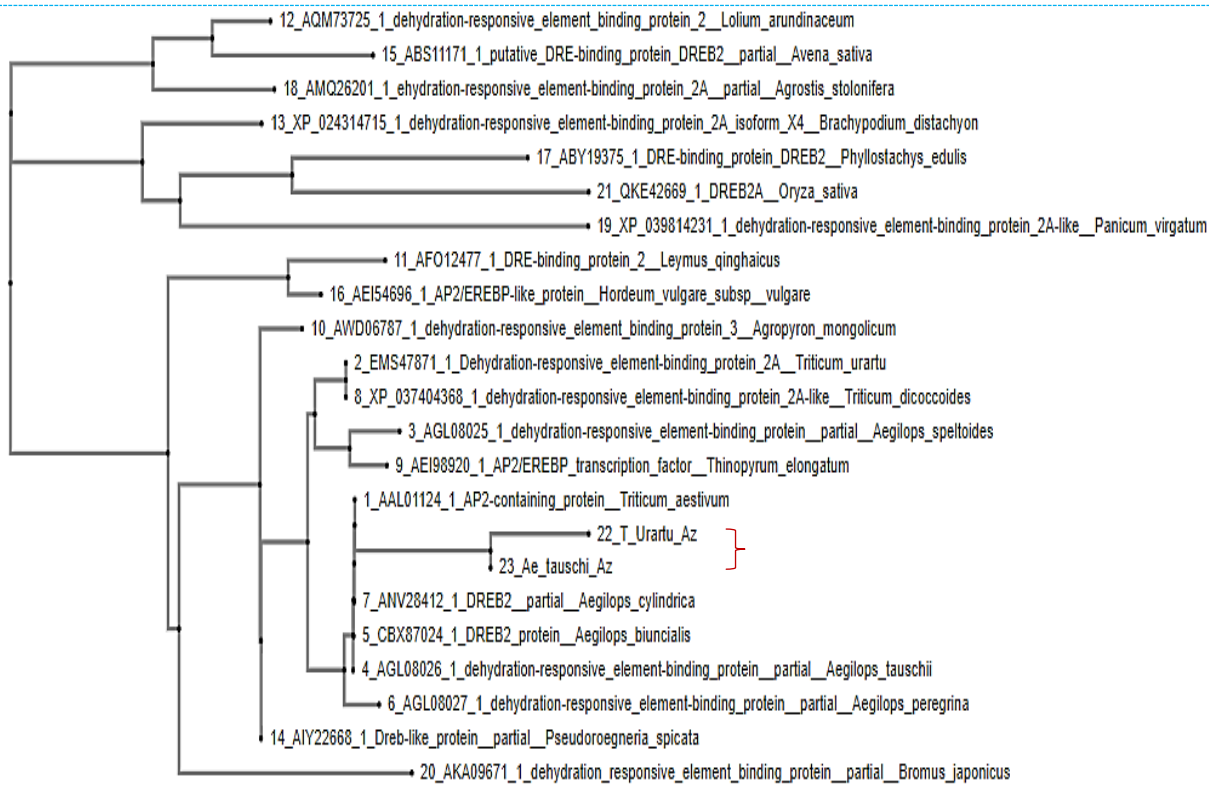 12_AQM73725_1_dehydration-responsive_element_binding_protein_2__Lolium_arundinaceum
15_ABS11171_1_putative_DRE-binding_protein_DREB2__partial__Avena_sativa
18_AMQ26201_1_ehydration-responsive_element-binding_protein_2A__partial__Agrostis_stolonifera
13_XP_024314715_1_dehydration-responsive_element-binding_protein_2A_isoform_X4__Brachypodium_distachyon
17_ABY19375_1_DRE-binding_protein_DREB2__Phyllostachys_edulis
21_QKE42669_1_DREB2A__Oryza_sativa
19_XP_039814231_1_dehydration-responsive_element-binding_protein_2A-like__Panicum_virgatum
11_AFO12477_1_DRE-binding_protein_2__Leymus_qinghaicus
16_AEI54696_1_AP2/EREBP-like_protein__Hordeum_vulgare_subsp__vulgare
10_AWD06787_1_dehydration-responsive_element_binding_protein_3__Agropyron_mongolicum
2_EMS47871_1_Dehydration-responsive_element-binding_protein_2A__Triticum_urartu
8_XP_037404368_1_dehydration-responsive_element-binding_protein_2A-like__Triticum_dicoccoides
3_AGL08025_1_dehydration-responsive_element-binding_protein__partial__Aegilops_speltoides
9_AEI98920_1_AP2/EREBP_transcription_factor__Thinopyrum_elongatum
1_AAL01124_1_AP2-containing_protein__Triticum_aestivum
22_T_Urartu_Az
23_Ae_tauschi_Az
7_ANV28412_1_DREB2__partial__Aegilops_cylindrica
5_CBX87024_1_DREB2_protein__Aegilops_biuncialis
4_AGL08026_1_dehydration-responsive_element-binding_protein__partial__Aegilops_tauschii
6_AGL08027_1_dehydration-responsive_element-binding_protein__partial__Aegilops_peregrina
14_AIY22668_1_Dreb-like_protein__partial__Pseudoroegneria_spicata
20_AKA09671_1_dehydration_responsive_element_binding_protein__partial__Bromus_japonicus